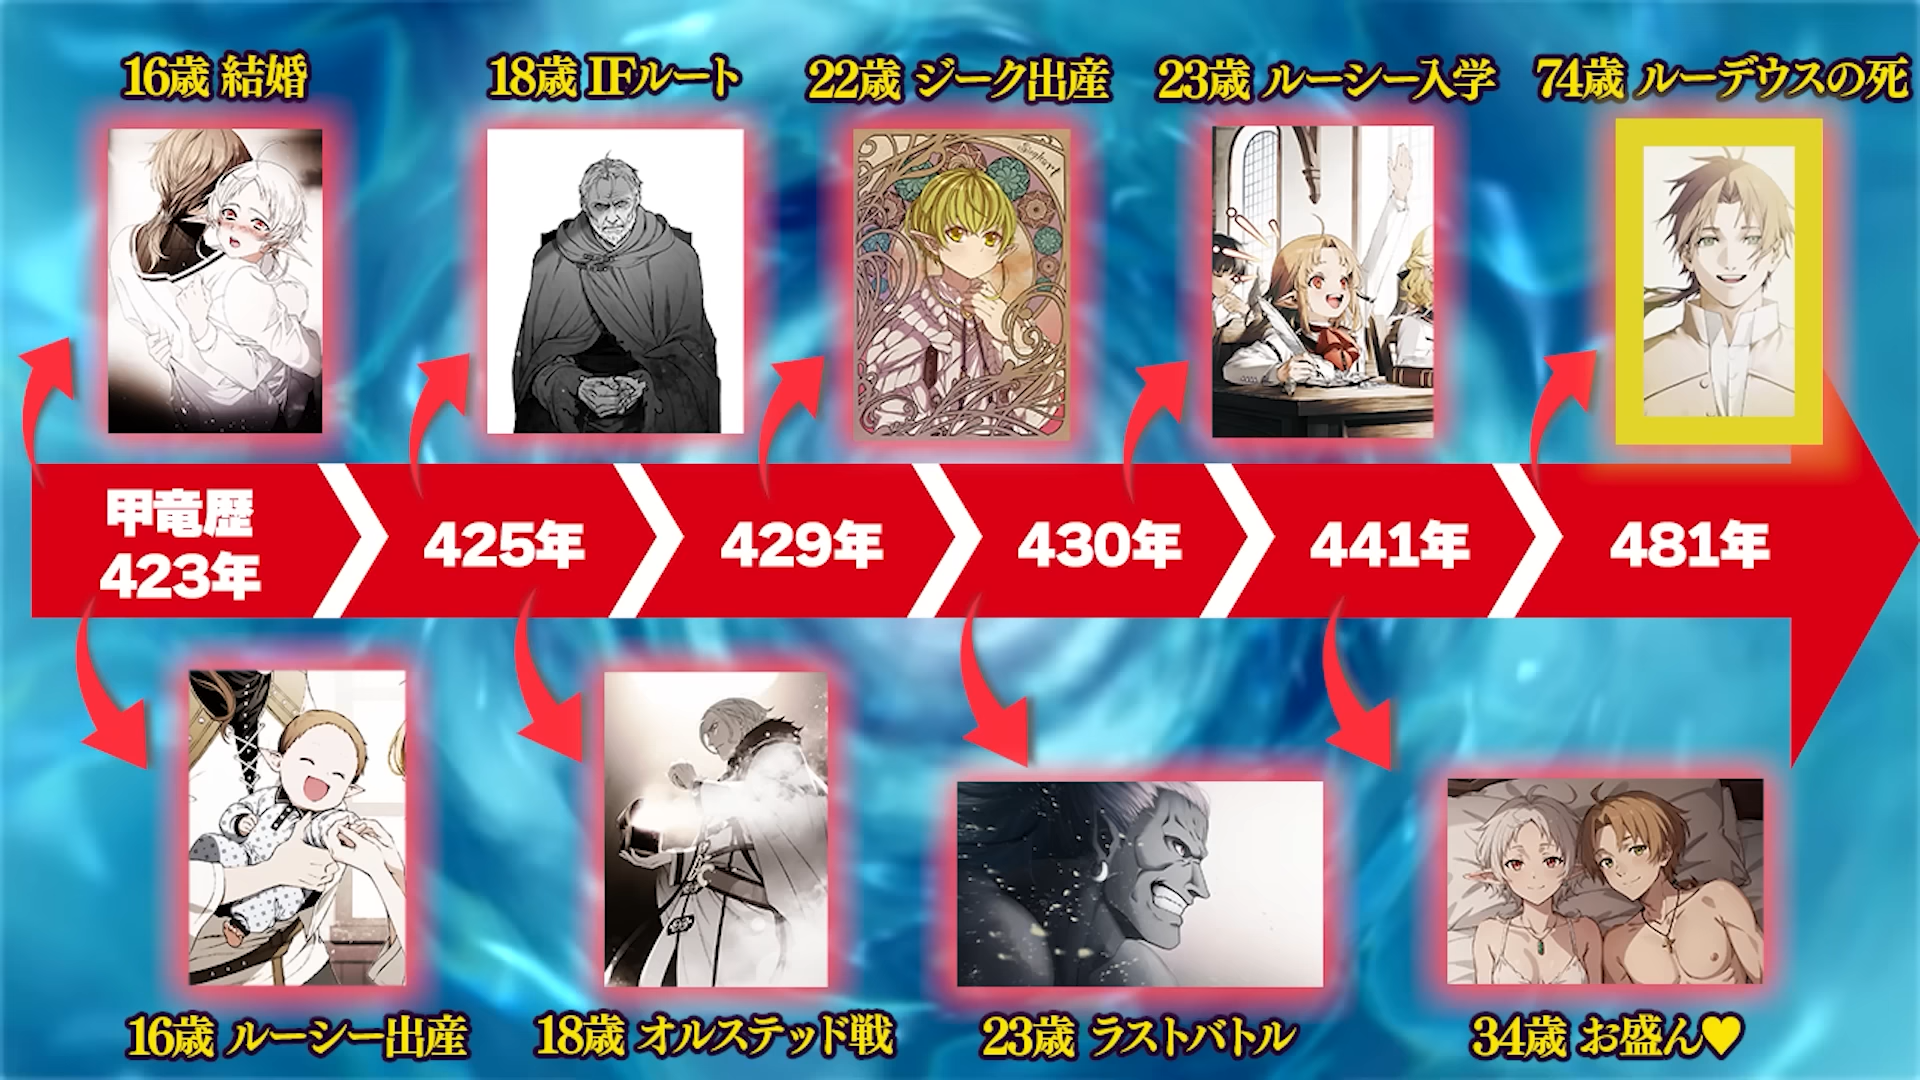 16歳 結婚
18歳 IFルート
22歳 ジーク出産
23歳 ルーシー入学
74歳 ルーデウスの死
甲竜歴
423年
425年
429年
430年
441年
481年
16歳 ルーシー出産
18歳 オルステッド戦
23歳 ラストバトル
34歳 お盛ん♥